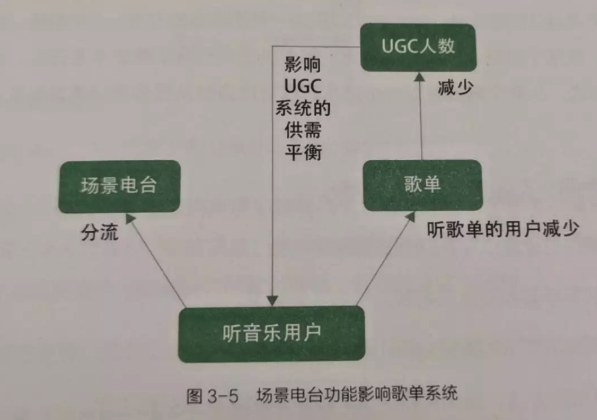 UGC人数
影响
UGC
系统的
供需
平衡
减少
场景电台
歌单
分流
听歌单的用户减少
听音乐用户
图 3-5 场景电台功能影响歌单系统